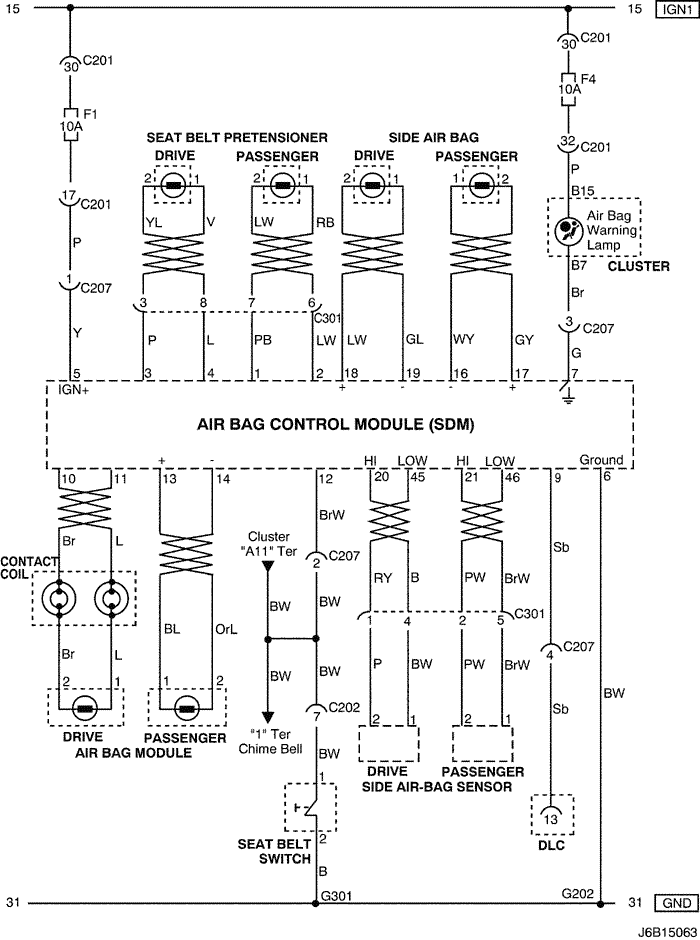 15 15 IGN1
C201 C201
30 30
F1 F4
10A 10A
SEAT BELT PRETENSIONER SIDE AIR BAG
32 C201
DRIVE PASSENGER DRIVE PASSENGER
P
2 1 2 1 2 1 1 2
17 C201 B15
YL V LW RB
Air Bag
Warning
Lamp
P
B7 CLUSTER
1 C207 Br
3 8 7 6
C301 3 C207
Y P L PB LW LW GL WY GY G
5 3 4 1 2 18 19 16 17 7
IGN+ + - - +
AIR BAG CONTROL MODULE (SDM)
+ - HI LOW HI LOW Ground
10 11 13 14 12 20 45 21 46 9 6
BrW
Br L Cluster
"A11" Ter
Sb
C207
2
CONTACT
COIL
RY B PW BrW
BW BW
1 4 2 5 C301
BL OrL
C207
4
Br L BW BW P BW PW BrW
2 1 1 2 BW
C202
7
Sb
"1" Ter
Chime Bell
2 1 2 1
DRIVE PASSENGER
AIR BAG MODULE
BW
DRIVE PASSENGER
SIDE AIR-BAG SENSOR
1
13
SEAT BELT
SWITCH
2
DLC
B
G301 G202
31 31 GND
J6B15063